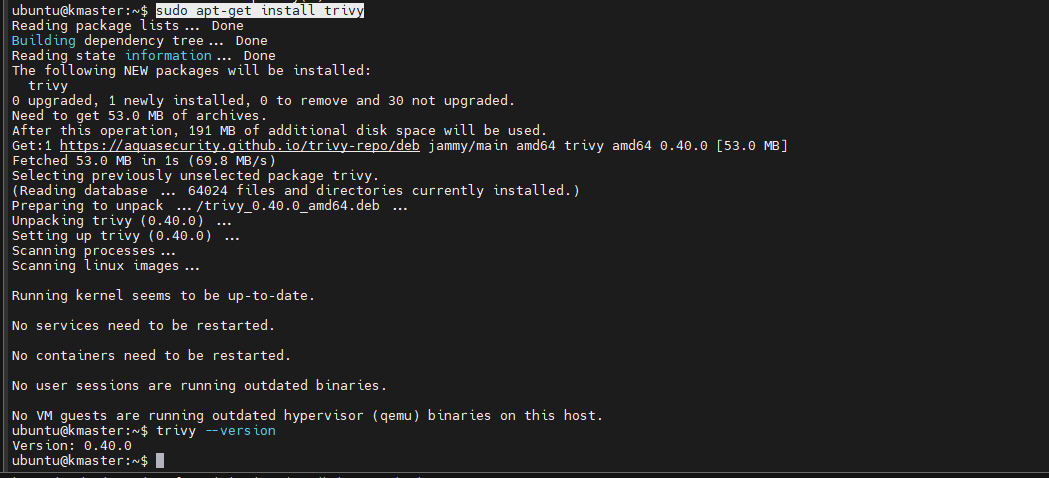 ubuntu@kmaster:~$ sudo apt-get install trivy
Reading package lists... Done
Building dependency tree... Done
Reading state information... Done
The following NEW packages will be installed:
  trivy
0 upgraded, 1 newly installed, 0 to remove and 30 not upgraded.
Need to get 53.0 MB of archives.
After this operation, 191 MB of additional disk space will be used.
Get:1 https://aquasecurity.github.io/trivy-repo/deb jammy/main amd64 trivy amd64 0.40.0 [53.0 MB]
Fetched 53.0 MB in 1s (69.8 MB/s)
Selecting previously unselected package trivy.
(Reading database ... 64024 files and directories currently installed.)
Preparing to unpack .../trivy_0.40.0_amd64.deb ...
Unpacking trivy (0.40.0) ...
Setting up trivy (0.40.0) ...
Scanning processes...
Scanning linux images...
Running kernel seems to be up-to-date.
No services need to be restarted.
No containers need to be restarted.
No user sessions are running outdated binaries.
No VM guests are running outdated hypervisor (qemu) binaries on this host.
ubuntu@kmaster:~$ trivy --version
Version: 0.40.0
ubuntu@kmaster:~$